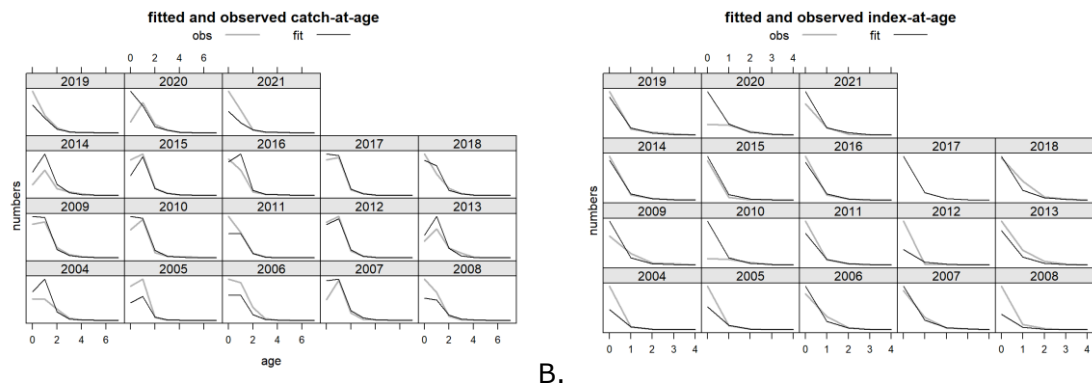 fitted and observed catch-at-age
obs fit
0 2 4 6
2019 2020 2021
2014 2015 2016 2017 2018
2009 2010 2011 2012 2013
2004 2005 2006 2007 2008
numbers
0 2 4 6 0 2 4 6 0 2 4 6
age
B.
fitted and observed index-at-age
obs fit
0 1 2 3 4
2019 2020 2021
2014 2015 2016 2017 2018
2009 2010 2011 2012 2013
2004 2005 2006 2007 2008
numbers
0 1 2 3 4 0 1 2 3 4 0 1 2 3 4